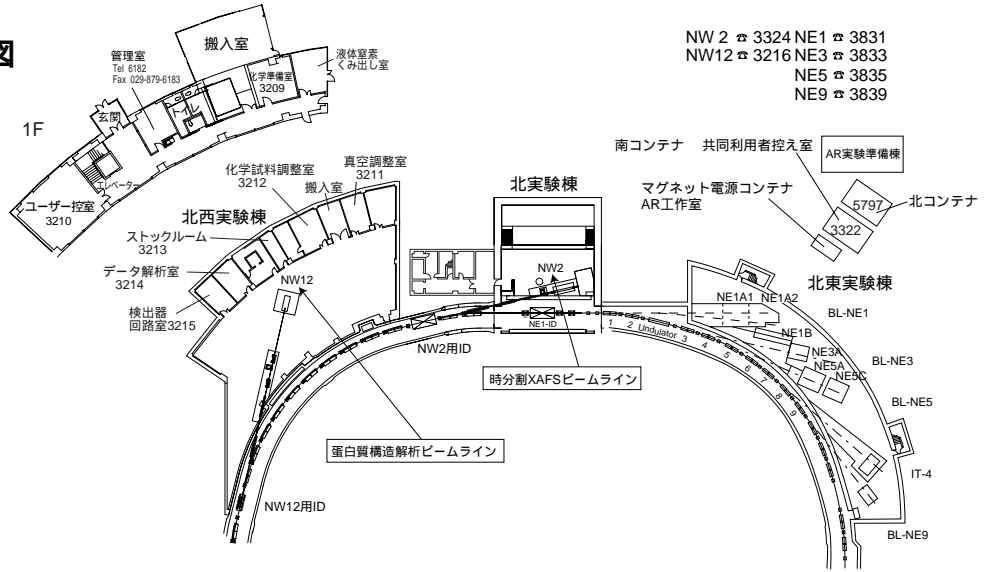 図
NW 2 ☎ 3324 NE1 ☎ 3831
NW12 ☎ 3216 NE3 ☎ 3833
NE5 ☎ 3835
NE9 ☎ 3839
搬入室
管理室
Tel 6182
Fax 029-879-6183
液体窒素
くみ出し室
化学準備室
3209
トイレ
玄関
1F
エレベーター
ユーザー控室
3210
南コンテナ
共同利用者控え室
AR実験準備棟
マグネット電源コンテナ
AR工作室
5797
北コンテナ
3322
化学試料調整室
3212
搬入室
真空調整室
3211
北実験棟
北西実験棟
ストックルーム
3213
データ解析室
3214
検出器
回路室3215
NW12
NW2
北東実験棟
NE1A1
NE1A2
BL-NE1
NE1B
NE3A
NE5A
NE5C
BL-NE3
BL-NE5
IT-4
BL-NE9
NE1-ID
1
2
Undulator
3
4
5
6
7
8
9
NW2用ID
時分割XAFSビームライン
蛋白質構造解析ビームライン
NW12用ID